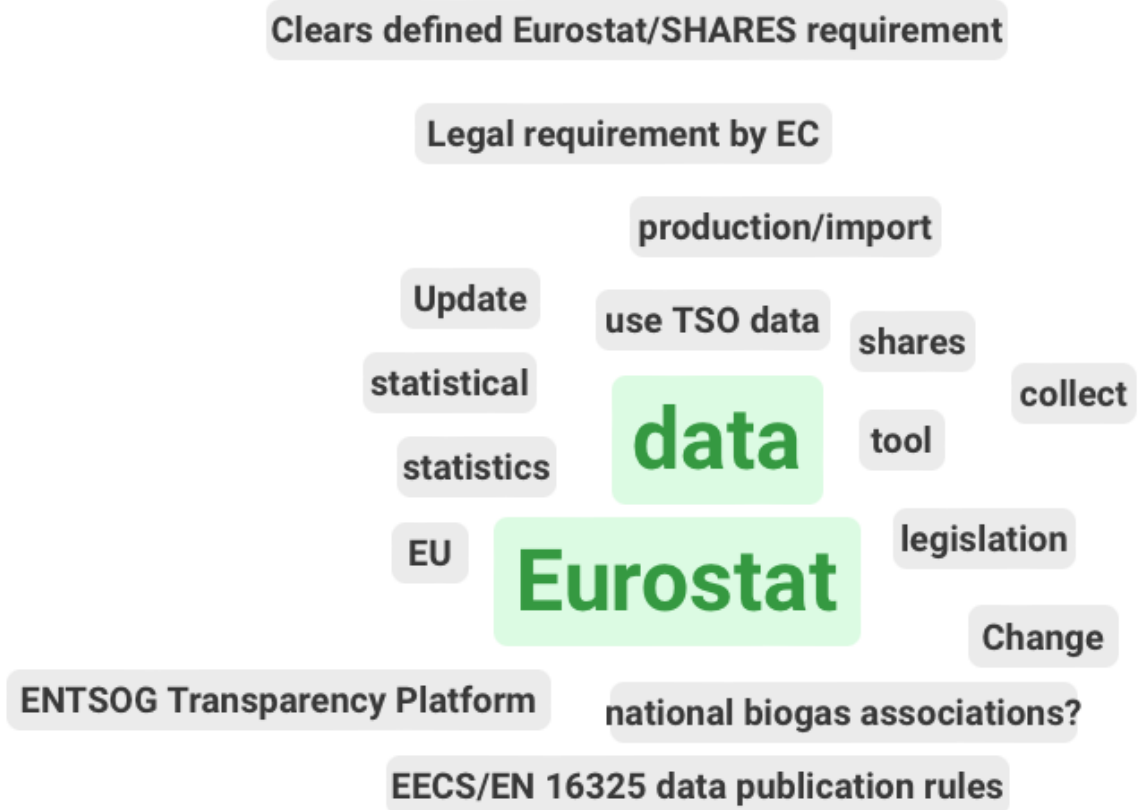 Clears defined Eurostat/SHARES requirement
Legal requirement by EC
production/import
Update
use TSO data
shares
statistical
collect
data
tool
statistics
legislation
EU
Eurostat
Change
ENTSOG Transparency Platform
national biogas associations?
EECS/EN 16325 data publication rules